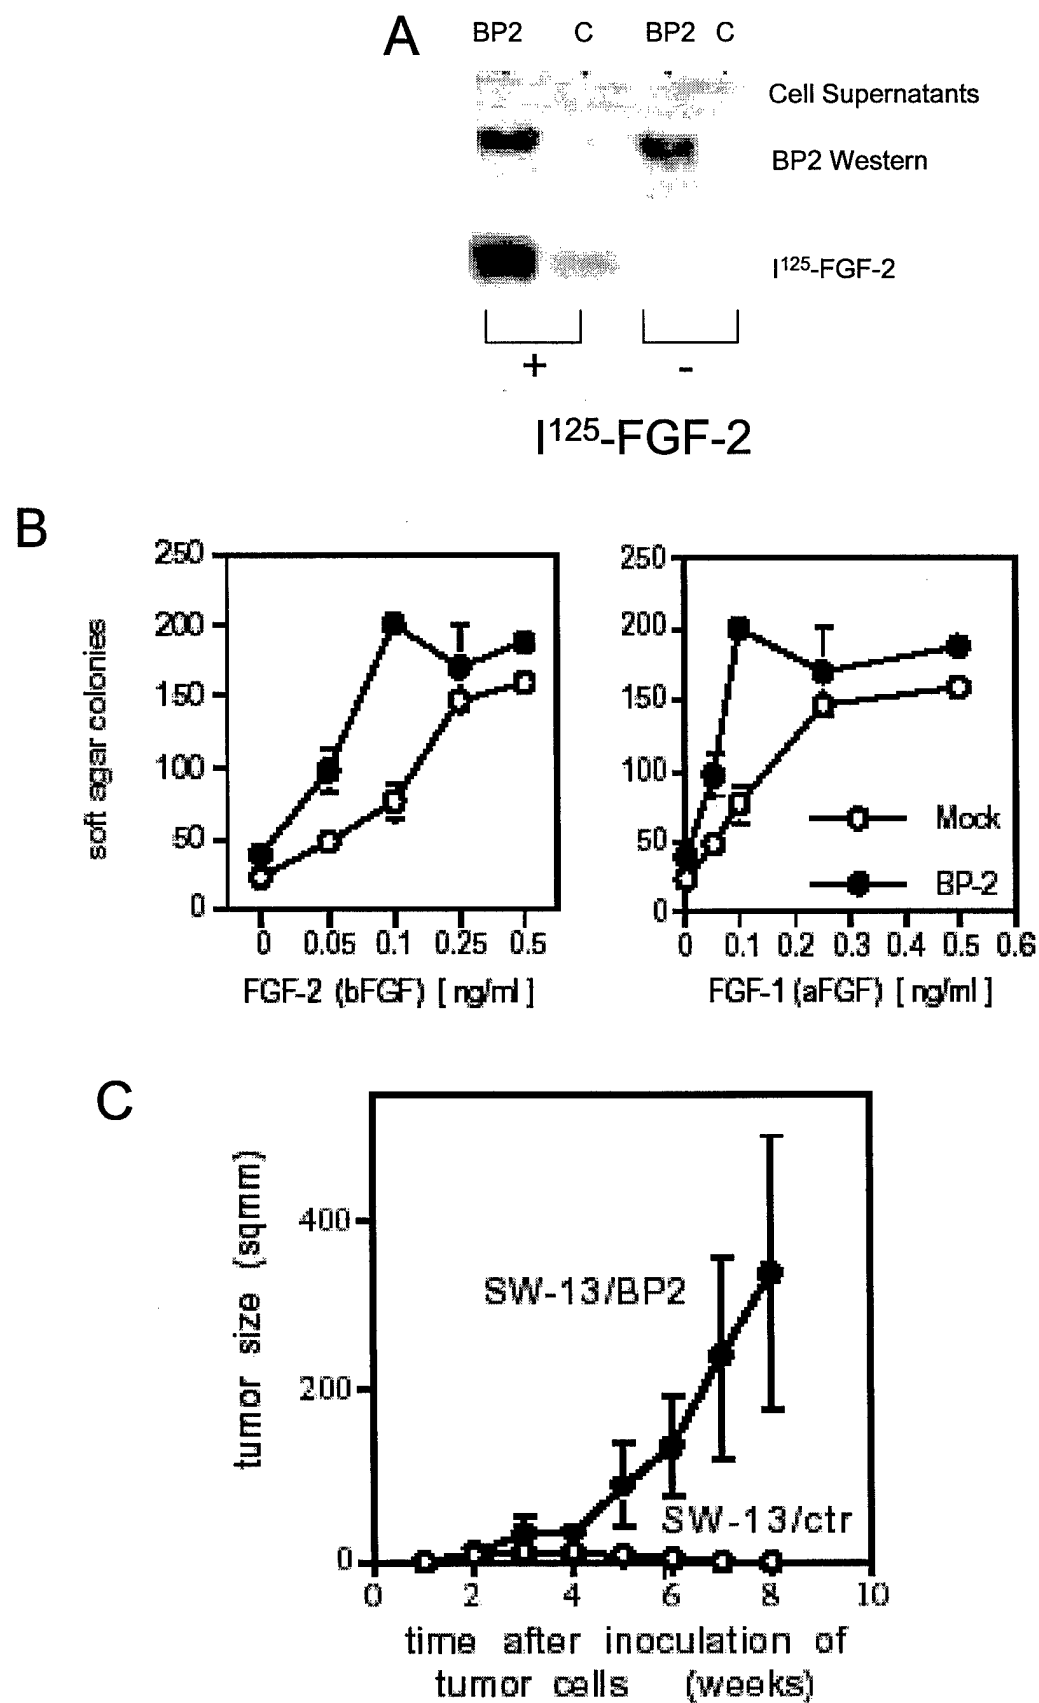 A
BP2 C BP2 C
Cell Supernatants
BP2 Western
I125-FGF-2
+ -
I125-FGF-2
B
soft agar colonies
250
200
150
100
50
0
0 0.05 0.1 0.25 0.5
FGF-2 (bFGF) [ng/ml]
250
200
150
100
50
0
Mock
BP-2
0 0.1 0.2 0.3 0.4 0.5 0.6
FGF-1 (aFGF) [ng/ml]
C
tumor size (sqmm)
400
200
0
SW-13/BP2
SW-13/ctr
0 2 4 6 8 10
time after inoculation of
tumor cells (weeks)